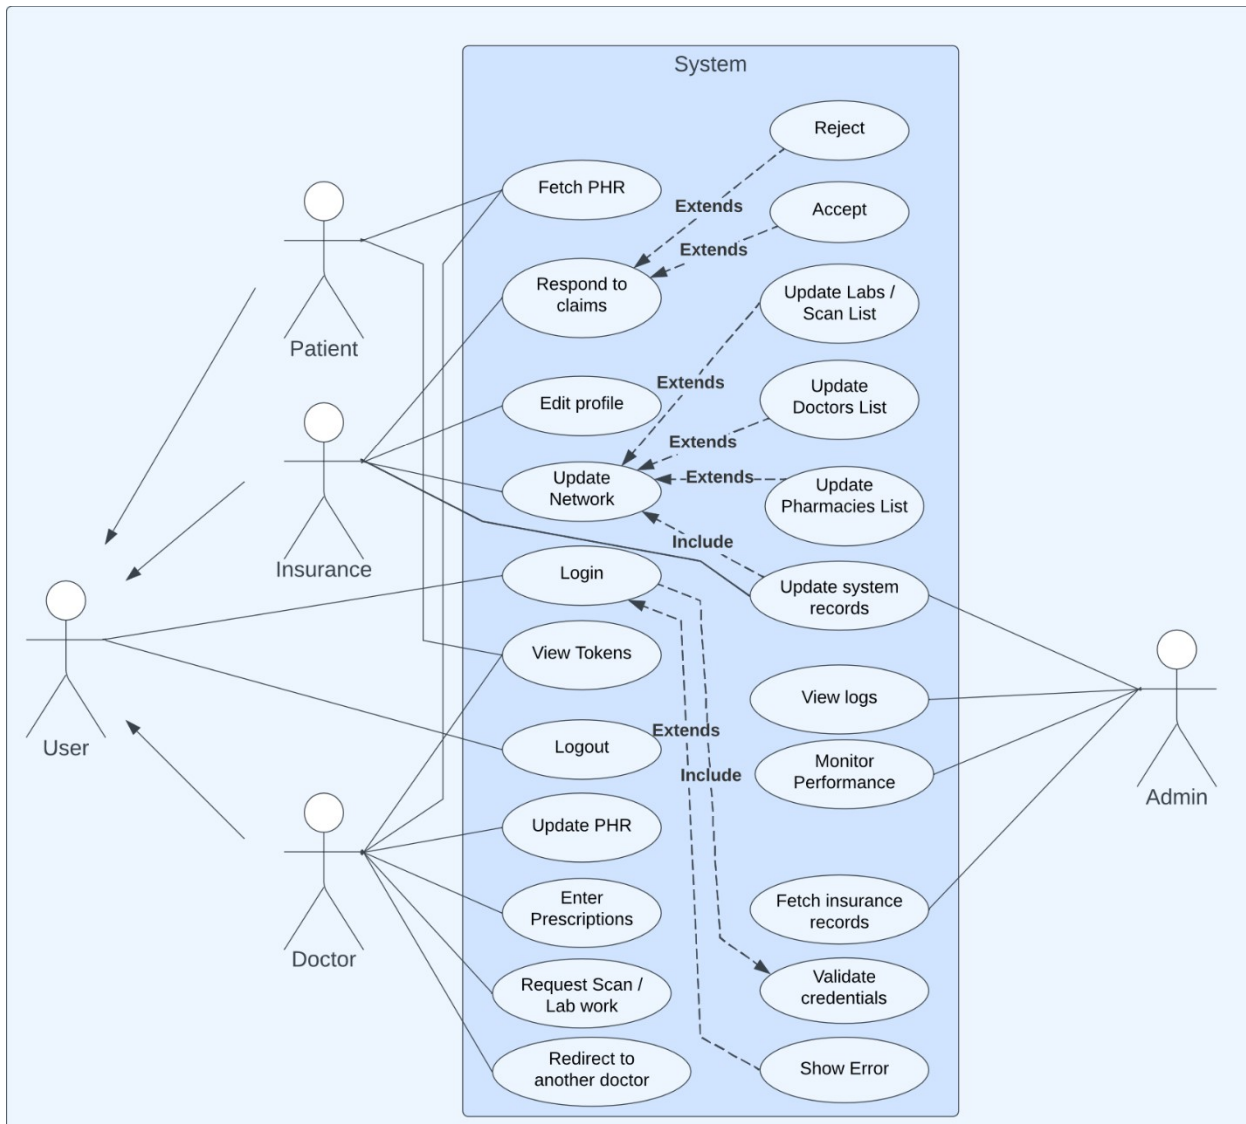 System
Reject
Fetch PHR
Extends
Accept
Extends
Respond to
claims
Update Labs /
Scan List
Patient
Extends
Update
Doctors List
Edit profile
Extends
Update
Network
Extends
Update
Pharmacies List
Include
Insurance
Login
Update system
records
View Tokens
View logs
Extends
User
Logout
Include
Monitor
Performance
Admin
Update PHR
Enter
Prescriptions
Fetch insurance
records
Doctor
Request Scan /
Lab work
Validate
credentials
Redirect to
another doctor
Show Error